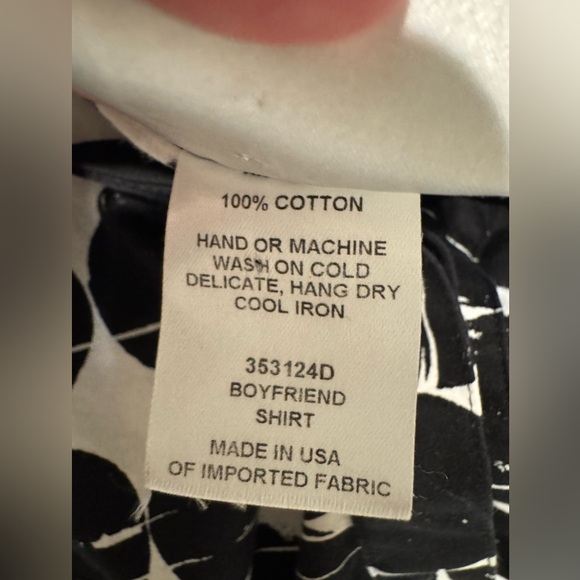 100% COTTON
HAND OR MACHINE
WASH ON COLD
DELICATE, HANG DRY
COOL IRON
353124D
BOYFRIEND
SHIRT
MADE IN USA
OF IMPORTED FABRIC